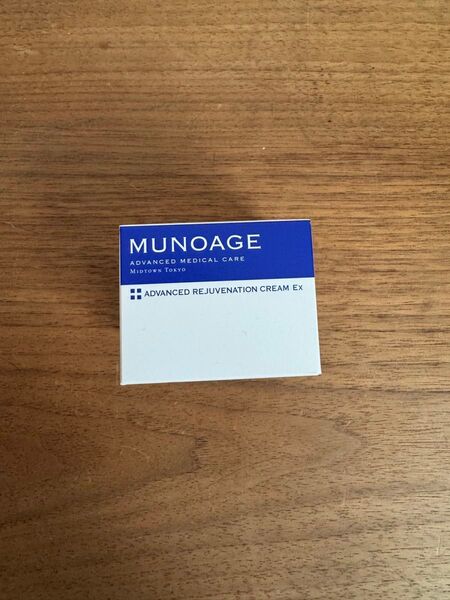 MUNOAGE
ADVANCED MEDICAL CARE
MIDTOWN TOKYO
ADVANCED REJUVENATION CREAM EX